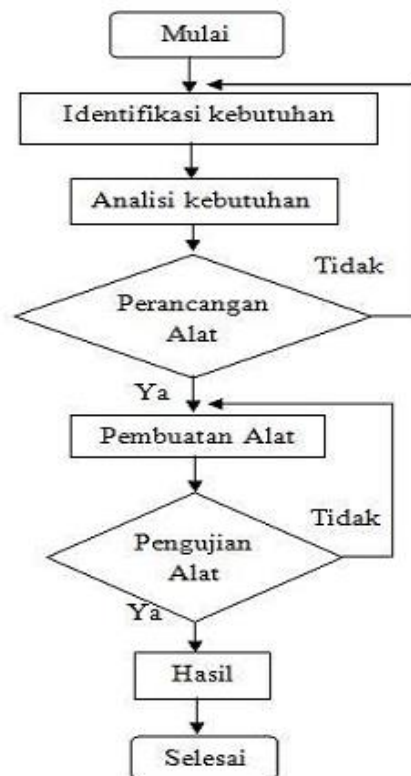 Mulai
Identifikasi kebutuhan
Analisi kebutuhan
Tidak
Perancangan
Alat
Ya
Pembuatan Alat
Tidak
Pengujian
Alat
Ya
Hasil
Selesai